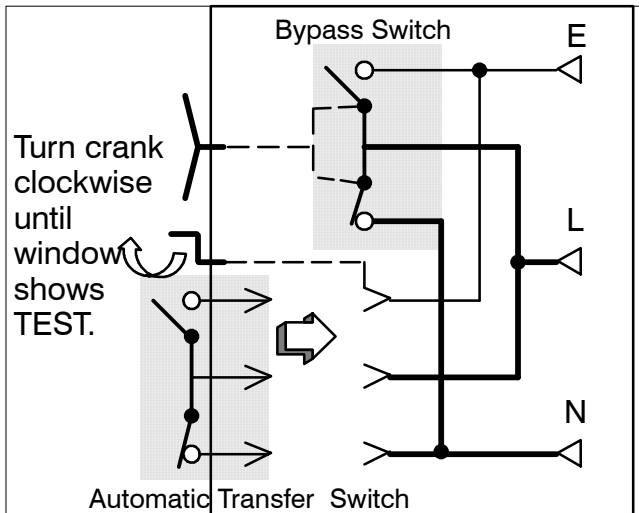 Bypass Switch
E
Turn crank
clockwise
until
window
shows
TEST.
L
N
Automatic Transfer Switch